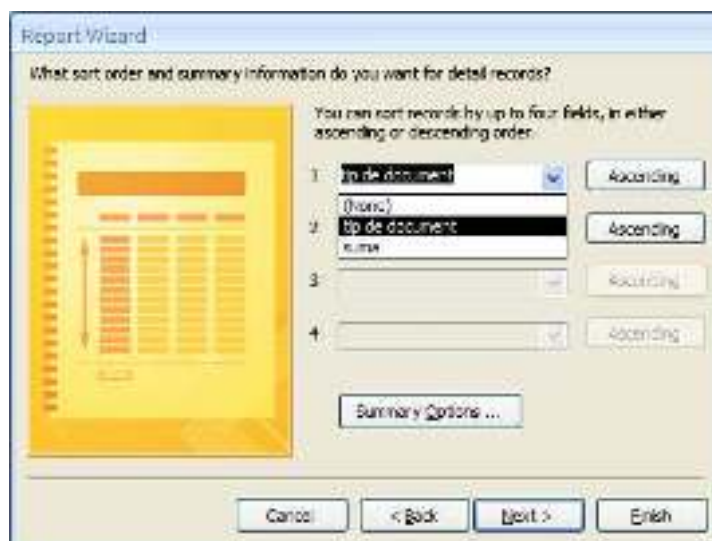 Report Wizard
What sort order and summary information do you want for detail records?
You can sort records by up to four fields, in either
ascending or descending order.
1 tip de document Ascending
(None)
2 tip de document Ascending
suma
3 Ascending
4 Ascending
Summary Options ...
Cancel < Back Next > Finish